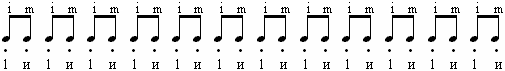 i m i m i m i m i m i m i m i m i m i m i m i m
1 и 1 и 1 и 1 и 1 и 1 и 1 и 1 и 1 и 1 и 1 и 1 и